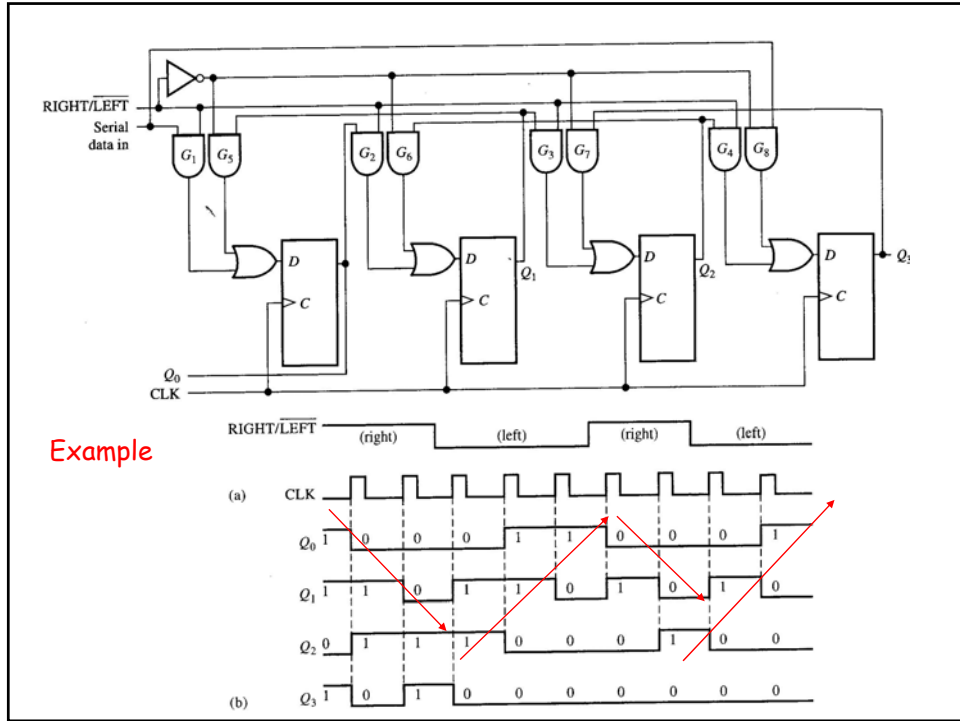 RIGHT/LEFT
Serial
data in
G1 G5 G2 G6 G3 G7 G4 G8
D D D D
Q1 Q2 Q3
C C C C
Q0
CLK
Example
RIGHT/LEFT (right) (left) (right) (left)
(a) CLK
Q0 1 0 0 0 1 1 0 0 0 1
Q1 1 1 0 1 1 0 1 0 1 0
Q2 0 1 1 1 0 0 0 1 0 0
(b) Q3 1 0 1 0 0 0 0 0 0 0